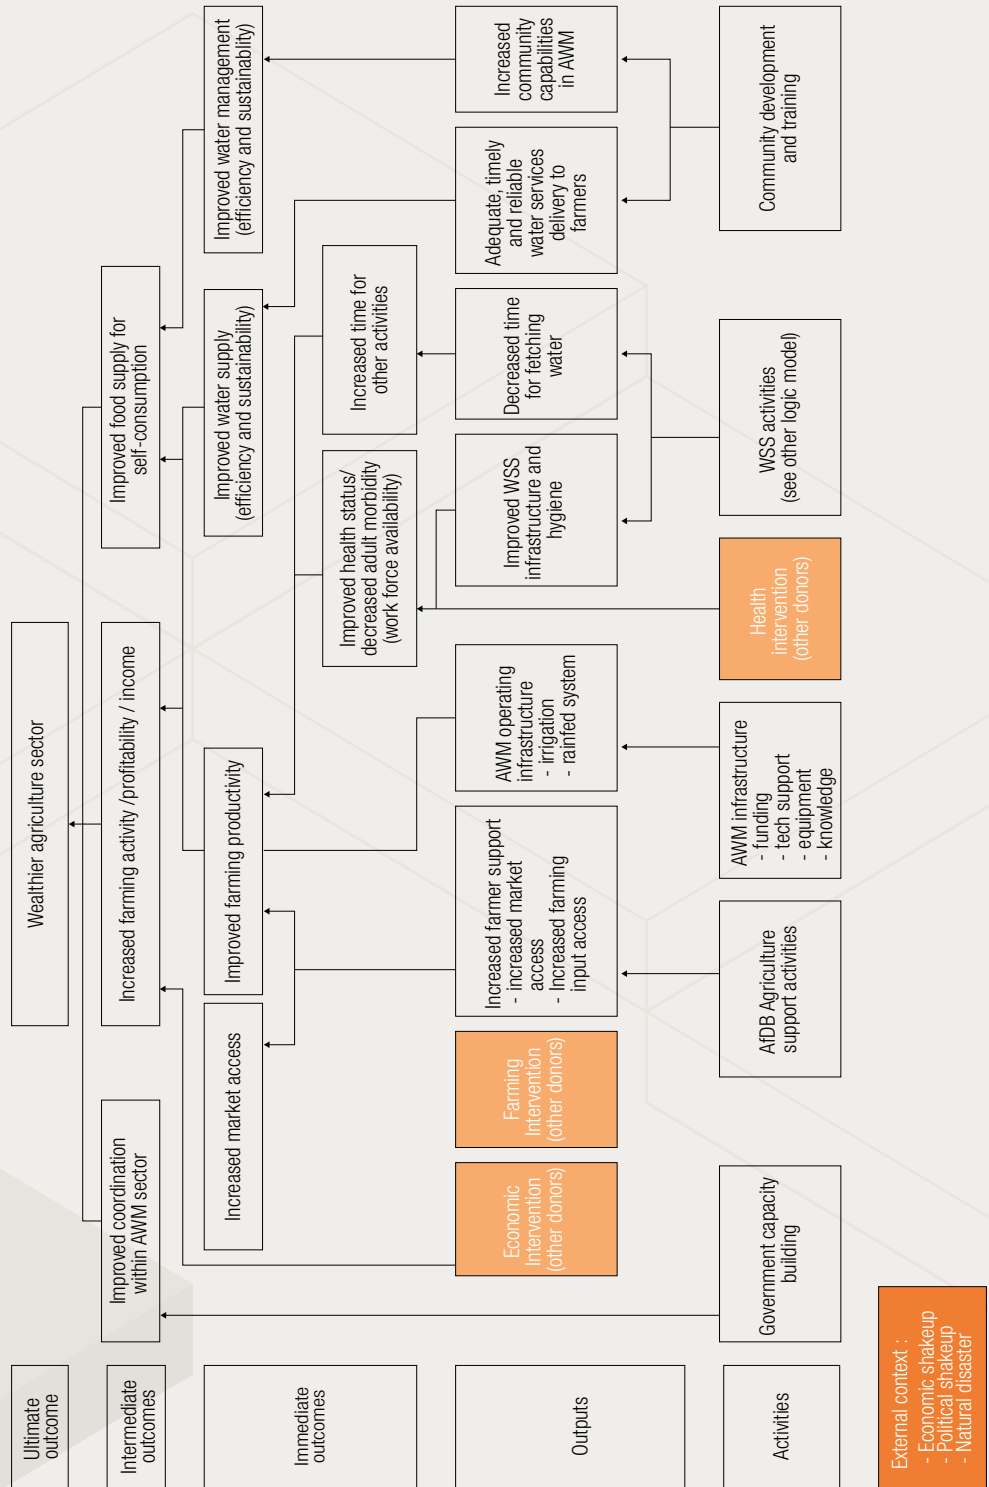 Ultimate
outcome
Wealthier agriculture sector
Intermediate
outcomes
Improved coordination
within AWM sector
Increased farming activity /profitability / income
Improved food supply for
self-consumption
Immediate
outcomes
Increased market access
Improved farming productivity
Improved water supply
(efficiency and sustainability)
Improved water management
(efficiency and sustainablity)
Improved health status/
decreased adult morbidity
(work force availability)
Increased time for
other activities
Outputs
Economic
Intervention
(other donors)
Farming
Intervention
(other donors)
Increased farmer support
- increased market
access
- Increased farming
input access
AWM operating
infrastructure
- irrigation
- rainfed system
Improved WSS
infrastructure and
hygiene
Decreased time
for fetching
water
Adequate, timely
and reliable
water services
delivery to
farmers
Increased
community
capabilities
in AWM
Activities
Government capacity
building
AfDB Agriculture
support activities
AWM infrastructure
- funding
- tech support
- equipment
- knowledge
Health
intervention
(other donors)
WSS activities
(see other logic model)
Community development
and training
External context :
- Economic shakeup
- Political shakeup
- Natural disaster